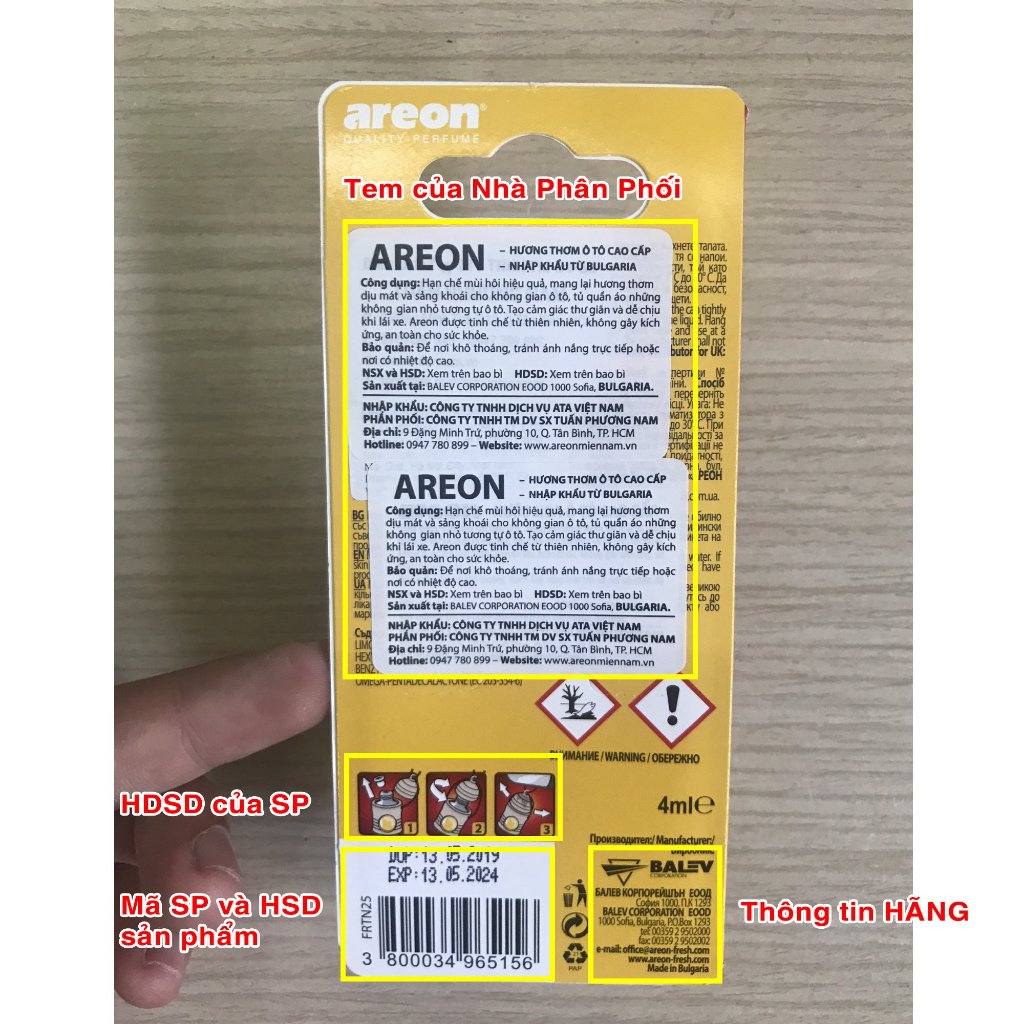 areon®
QUALITY PERFUME
Tem của Nhà Phân Phối
AREON
– HƯƠNG THƠM Ô TÔ CAO CẤP
– NHẬP KHẨU TỪ BULGARIA
Công dụng: Hạn chế mùi hôi hiệu quả, mang lại hương thơm
dịu mát và sảng khoái cho không gian ô tô, tủ quần áo những
không gian nhỏ tương tự ô tô. Tạo cảm giác thư giãn và dễ chịu
khi lái xe. Areon được tinh chế từ thiên nhiên, không gây kích
ứng, an toàn cho sức khỏe.
Bảo quản: Để nơi khô thoáng, tránh ánh nắng trực tiếp hoặc
nơi có nhiệt độ cao.
NSX và HSD: Xem trên bao bì HDSD: Xem trên bao bì
Sản xuất tại: BALEV CORPORATION EOOD 1000 Sofia, BULGARIA.
NHẬP KHẨU: CÔNG TY TNHH DỊCH VỤ ATA VIỆT NAM
PHÂN PHỐI: CÔNG TY TNHH TM DV SX TUẤN PHƯƠNG NAM
Địa chỉ: 9 Đặng Minh Trứ, phường 10, Q. Tân Bình, TP. HCM
Hotline: 0947 780 899 – Website: www.areonmiennam.vn
AREON
– HƯƠNG THƠM Ô TÔ CAO CẤP
– NHẬP KHẨU TỪ BULGARIA
Công dụng: Hạn chế mùi hôi hiệu quả, mang lại hương thơm
dịu mát và sảng khoái cho không gian ô tô, tủ quần áo những
không gian nhỏ tương tự ô tô. Tạo cảm giác thư giãn và dễ chịu
khi lái xe. Areon được tinh chế từ thiên nhiên, không gây kích
ứng, an toàn cho sức khỏe.
Bảo quản: Để nơi khô thoáng, tránh ánh nắng trực tiếp hoặc
nơi có nhiệt độ cao.
NSX và HSD: Xem trên bao bì HDSD: Xem trên bao bì
Sản xuất tại: BALEV CORPORATION EOOD 1000 Sofia, BULGARIA.
NHẬP KHẨU: CÔNG TY TNHH DỊCH VỤ ATA VIỆT NAM
PHÂN PHỐI: CÔNG TY TNHH TM DV SX TUẤN PHƯƠNG NAM
Địa chỉ: 9 Đặng Minh Trứ, phường 10, Q. Tân Bình, TP. HCM
Hotline: 0947 780 899 – Website: www.areonmiennam.vn
OMEGA-PENTADECALACTONE (EC 203-354-6)
ВНИМАНИЕ / WARNING / ОБЕРЕЖНО
HDSD của SP
1 2 3
4ml℮
Производител:/ Manufacturer:/
Виробник
DOP:13.05.2019
EXP:13.05.2024
FRTN25
3 800034 965156
Mã SP và HSD
sản phẩm
PAP
BALEV
CORPORATION
БАЛЕВ КОРПОРЕЙШЪН ЕООД
София 1000, П.К 1293
BALEV CORPORATION EOOD
1000 Sofia, Bulgaria, P.O.Box 1293
tel: 00359 2 9502000
fax: 00359 2 9502002
e-mail: office@areon-fresh.com
www.areon-fresh.com
Made in Bulgaria
Thông tin HÃNG